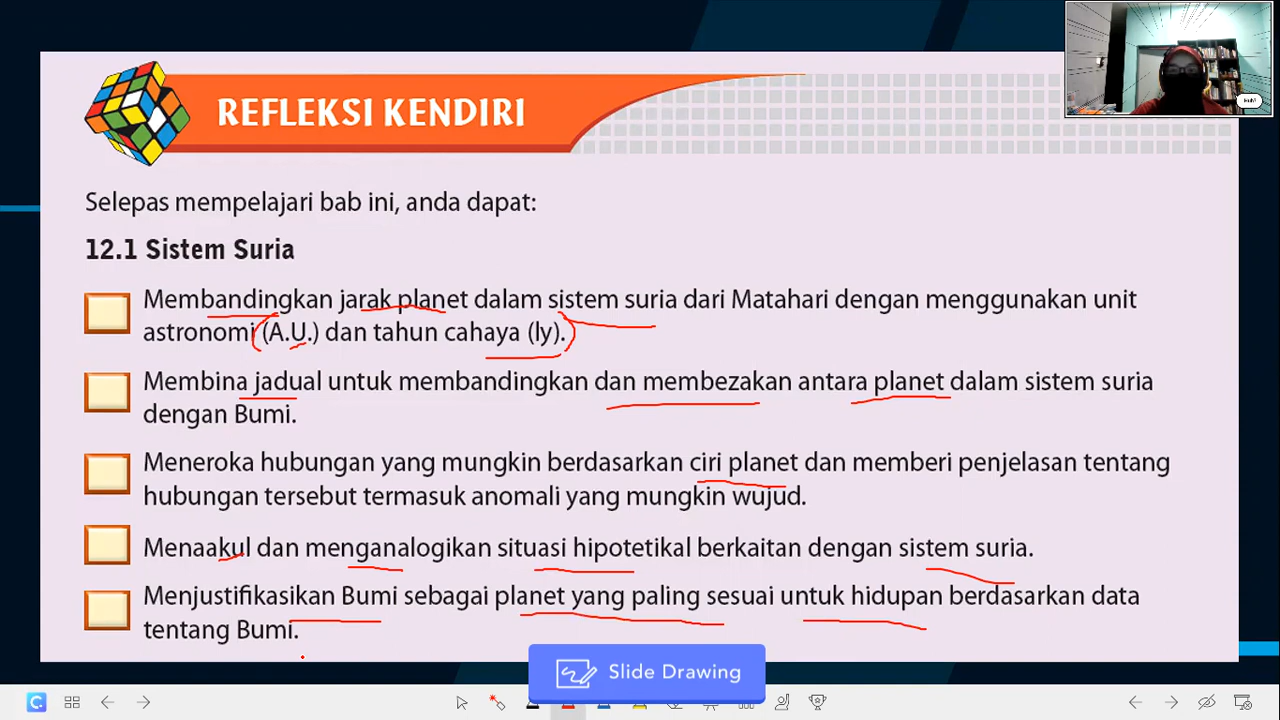 REFLEKSI KENDIRI
Selepas mempelajari bab ini, anda dapat:
12.1 Sistem Suria
Membandingkan jarak planet dalam sistem suria dari Matahari dengan menggunakan unit
astronomi (A.U.) dan tahun cahaya (ly).
Membina jadual untuk membandingkan dan membezakan antara planet dalam sistem suria
dengan Bumi.
Meneroka hubungan yang mungkin berdasarkan ciri planet dan memberi penjelasan tentang
hubungan tersebut termasuk anomali yang mungkin wujud.
Menaakul dan menganalogikan situasi hipotetikal berkaitan dengan sistem suria.
Menjustifikasikan Bumi sebagai planet yang paling sesuai untuk hidupan berdasarkan data
tentang Bumi.
Slide Drawing